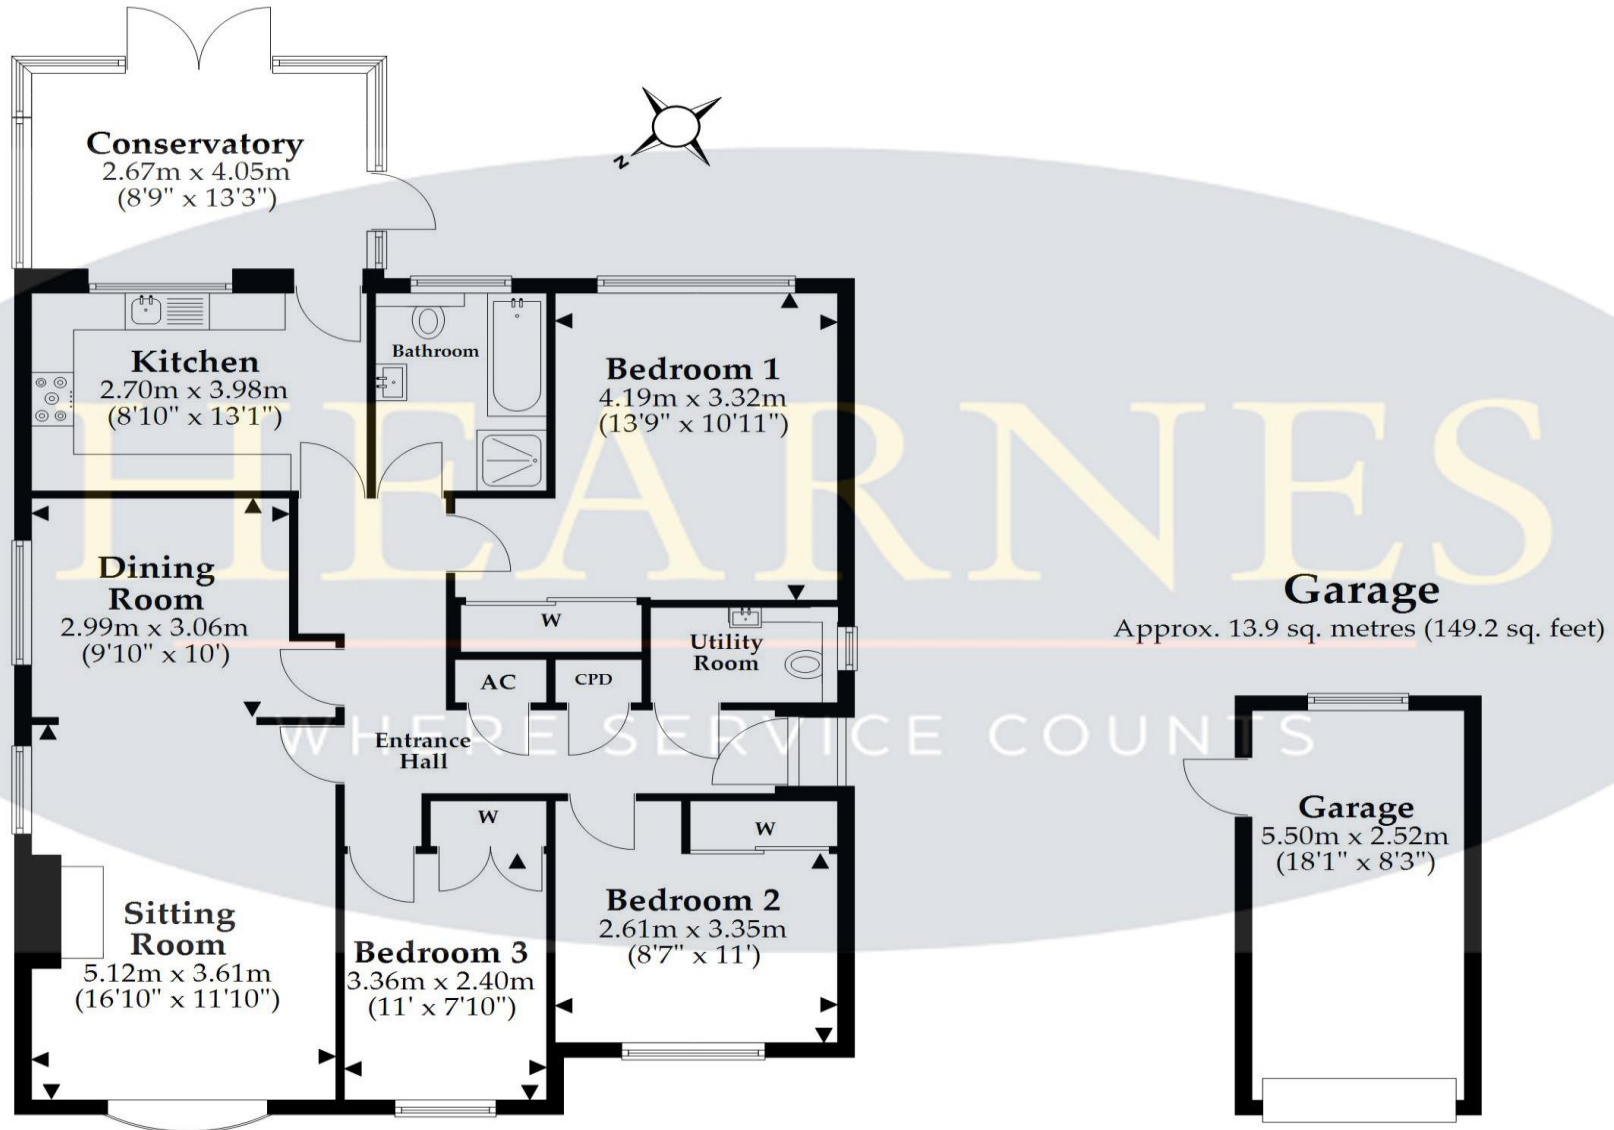 Conservatory
2.67m x 4.05m
(8'9" x 13'3")
N
Kitchen
2.70m x 3.98m
(8'10" x 13'1")
Bathroom
Bedroom 1
4.19m x 3.32m
(13'9" x 10'11")
HEARNES
Dining
Room
2.99m x 3.06m
(9'10" x 10')
W
Utility
Room
AC
CPD
Garage
Approx. 13.9 sq. metres (149.2 sq. feet)
WHERE SERVICE COUNTS
Entrance
Hall
W
W
Garage
5.50m x 2.52m
(18'1" x 8'3")
Sitting
Room
5.12m x 3.61m
(16'10" x 11'10")
Bedroom 3
3.36m x 2.40m
(11' x 7'10")
Bedroom 2
2.61m x 3.35m
(8'7" x 11')